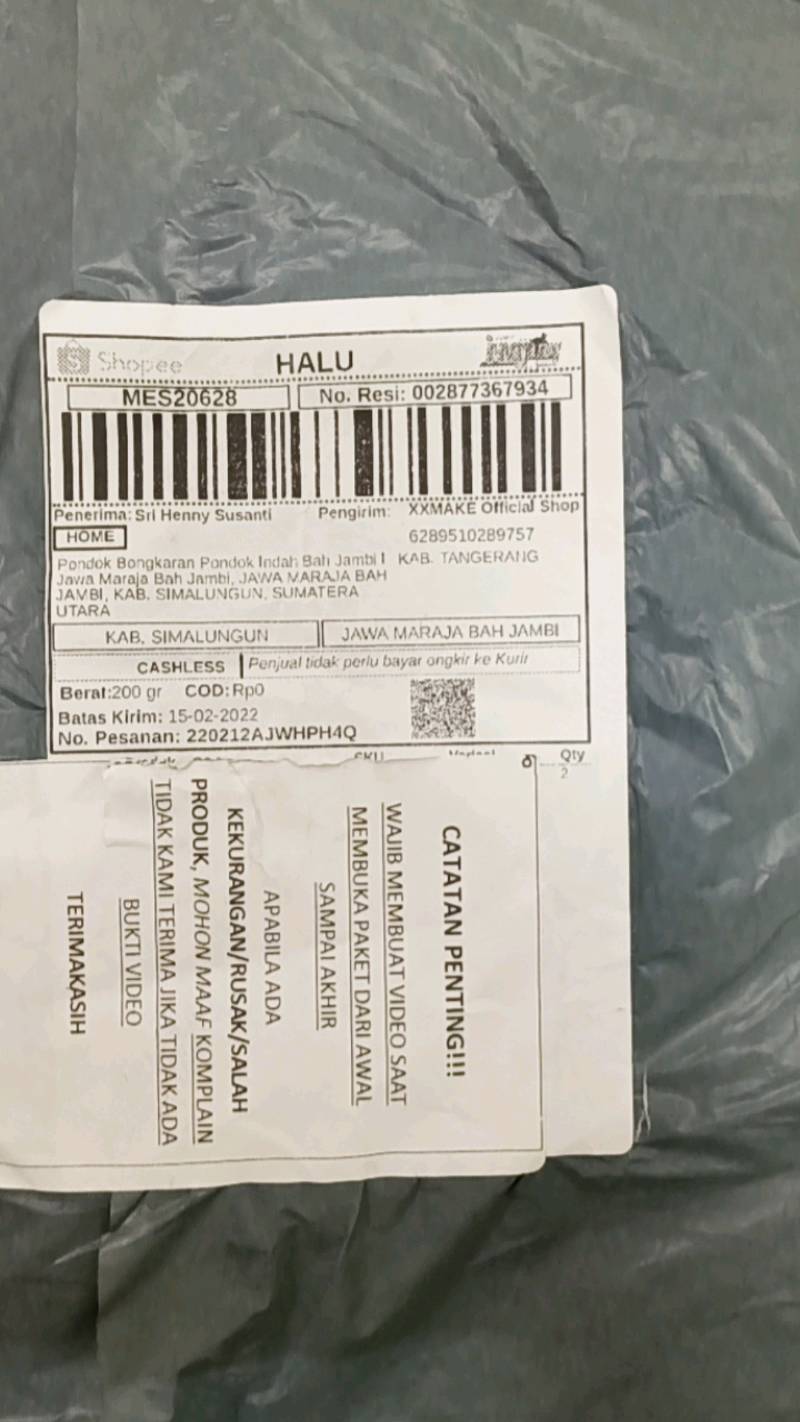 Shopee
HALU
MES20628
No. Resi: 002877367934
Penerima: Sri Henny Susanti
Pengirim: XXMAKE Official Shop
HOME
6289510289757
Pondok Bongkaran Pondok Indah Bah Jambi I
KAB. TANGERANG
Jawa Maraja Bah Jambi, JAWA MARAJA BAH
JAMBI, KAB. SIMALUNGUN, SUMATERA
UTARA
KAB. SIMALUNGUN
JAWA MARAJA BAH JAMBI
CASHLESS
Penjual tidak perlu bayar ongkir ke Kurir
Berat:200 gr COD:Rp0
Batas Kirim: 15-02-2022
No. Pesanan: 220212AJWHPH4Q
SKU
Qty
2
CATATAN PENTING!!!
WAJIB MEMBUAT VIDEO SAAT
MEMBUKA PAKET DARI AWAL
SAMPAI AKHIR
APABILA ADA
KEKURANGAN/RUSAK/SALAH
PRODUK, MOHON MAAF KOMPLAIN
TIDAK KAMI TERIMA JIKA TIDAK ADA
BUKTI VIDEO
TERIMAKASIH